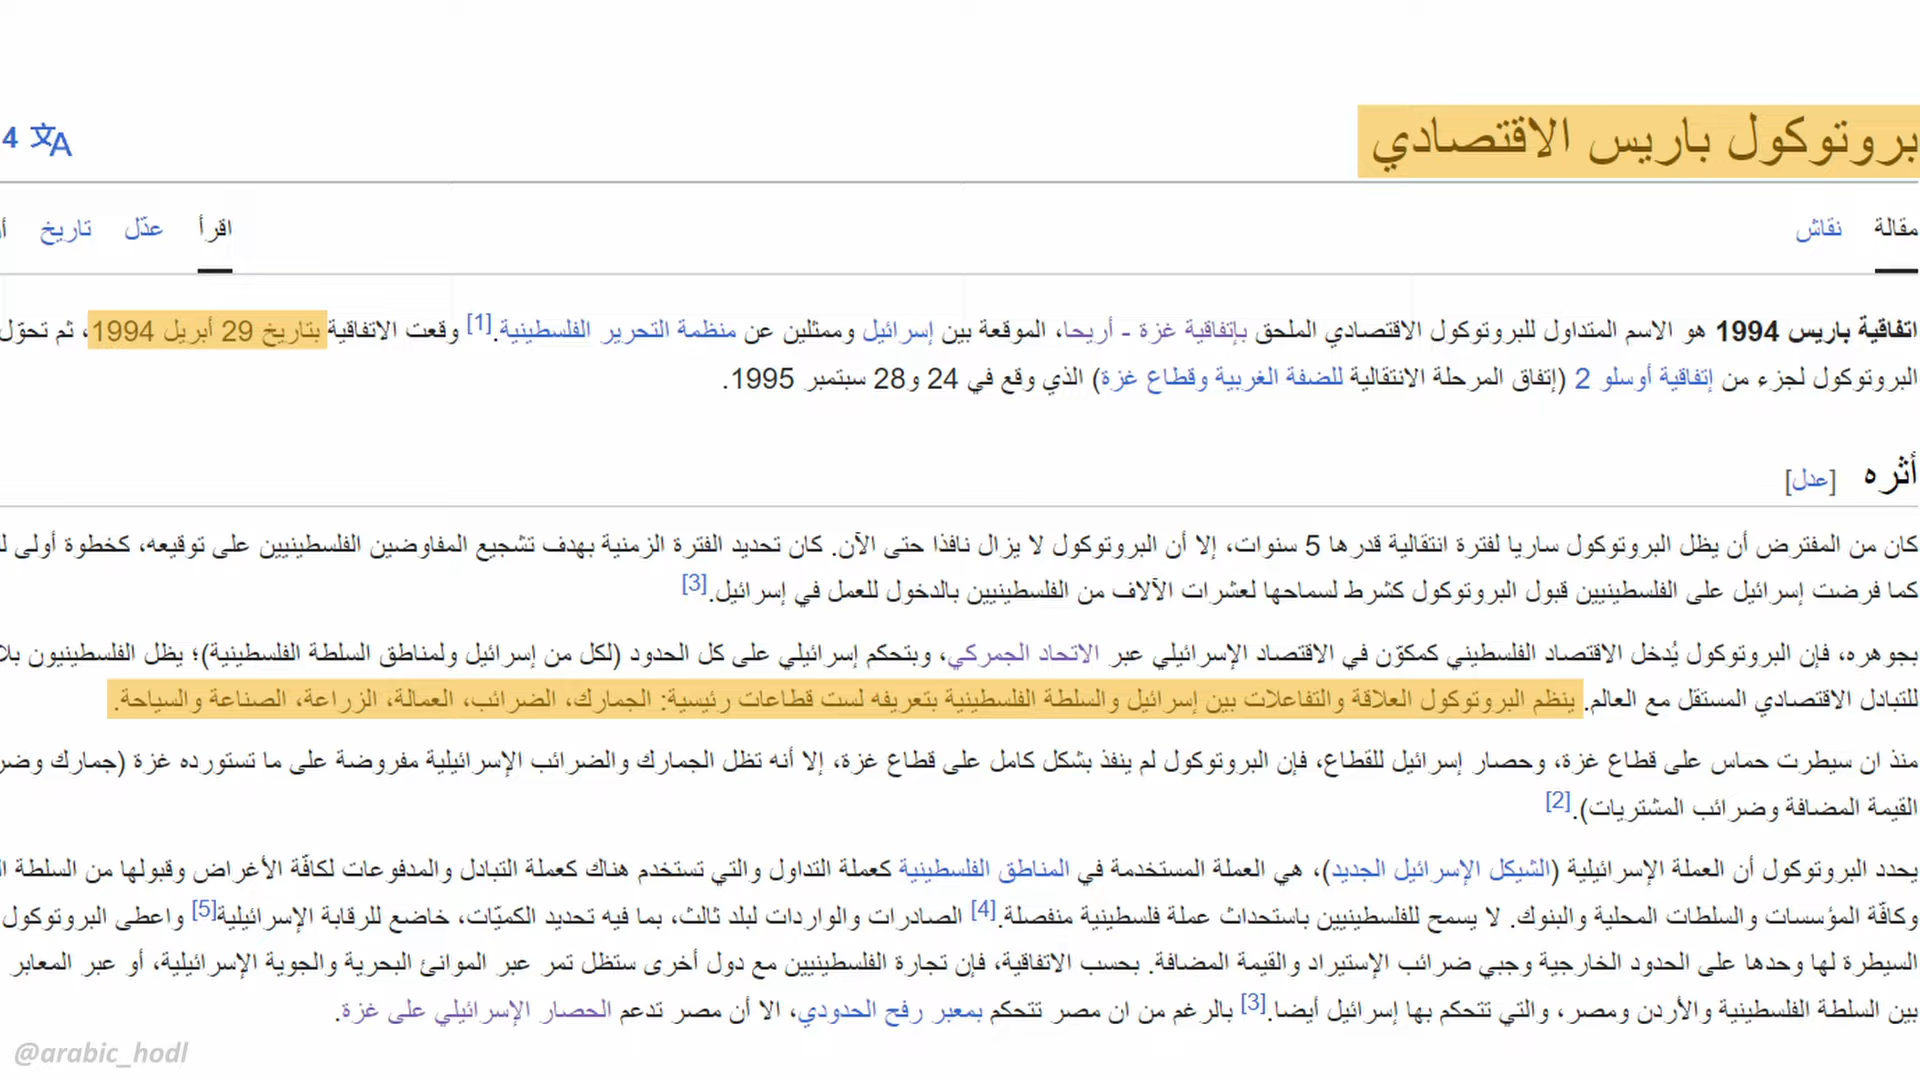 بروتوكول باريس الاقتصادي
4
مقالة نقاش
اقرأ عدّل تاريخ
اتفاقية باريس 1994 هو الاسم المتداول للبروتوكول الاقتصادي الملحق بإتفاقية غزة - أريحا، الموقعة بين إسرائيل وممثلين عن منظمة التحرير الفلسطينية.[1] وقعت الاتفاقية بتاريخ 29 أبريل 1994، ثم تحوّل
البروتوكول لجزء من إتفاقية أوسلو 2 (إتفاق المرحلة الانتقالية للضفة الغربية وقطاع غزة) الذي وقع في 24 و28 سبتمبر 1995.
أثره [عدل]
كان من المفترض أن يظل البروتوكول ساريا لفترة انتقالية قدرها 5 سنوات، إلا أن البروتوكول لا يزال نافذا حتى الآن. كان تحديد الفترة الزمنية بهدف تشجيع المفاوضين الفلسطينيين على توقيعه، كخطوة أولى
كما فرضت إسرائيل على الفلسطينيين قبول البروتوكول كشرط لسماحها لعشرات الآلاف من الفلسطينيين بالدخول للعمل في إسرائيل.[3]
بجوهره، فإن البروتوكول يُدخل الاقتصاد الفلسطيني كمكوّن في الاقتصاد الإسرائيلي عبر الاتحاد الجمركي، وبتحكم إسرائيلي على كل الحدود (لكل من إسرائيل ولمناطق السلطة الفلسطينية)؛ يظل الفلسطينيون
للتبادل الاقتصادي المستقل مع العالم. ينظم البروتوكول العلاقة والتفاعلات بين إسرائيل والسلطة الفلسطينية بتعريفه لست قطاعات رئيسية: الجمارك، الضرائب، العمالة، الزراعة، الصناعة والسياحة.
منذ ان سيطرت حماس على قطاع غزة، وحصار إسرائيل للقطاع، فإن البروتوكول لم ينفذ بشكل كامل على قطاع غزة، إلا أنه تظل الجمارك والضرائب الإسرائيلية مفروضة على ما تستورده غزة (جمارك
القيمة المضافة وضرائب المشتريات).[2]
يحدد البروتوكول أن العملة الإسرائيلية (الشيكل الإسرائيل الجديد)، هي العملة المستخدمة في المناطق الفلسطينية كعملة التداول والتي تستخدم هناك كعملة التبادل والمدفوعات لكافّة الأغراض وقبولها من السلطة
وكافّة المؤسسات والسلطات المحلية والبنوك. لا يسمح للفلسطينيين باستحداث عملة فلسطينية منفصلة.[4] الصادرات والواردات لبلد ثالث، بما فيه تحديد الكميّات، خاضع للرقابة الإسرائيلية[5] واعطى البروتوكول
السيطرة لها وحدها على الحدود الخارجية وجبي ضرائب الإستيراد والقيمة المضافة. بحسب الاتفاقية، فإن تجارة الفلسطينيين مع دول أخرى ستظل تمر عبر الموانئ البحرية والجوية الإسرائيلية، أو عبر المعابر
بين السلطة الفلسطينية والأردن ومصر، والتي تتحكم بها إسرائيل أيضا.[3] بالرغم من ان مصر تتحكم بمعبر رفح الحدودي، الا أن مصر تدعم الحصار الإسرائيلي على غزة.
@arabic_hodl